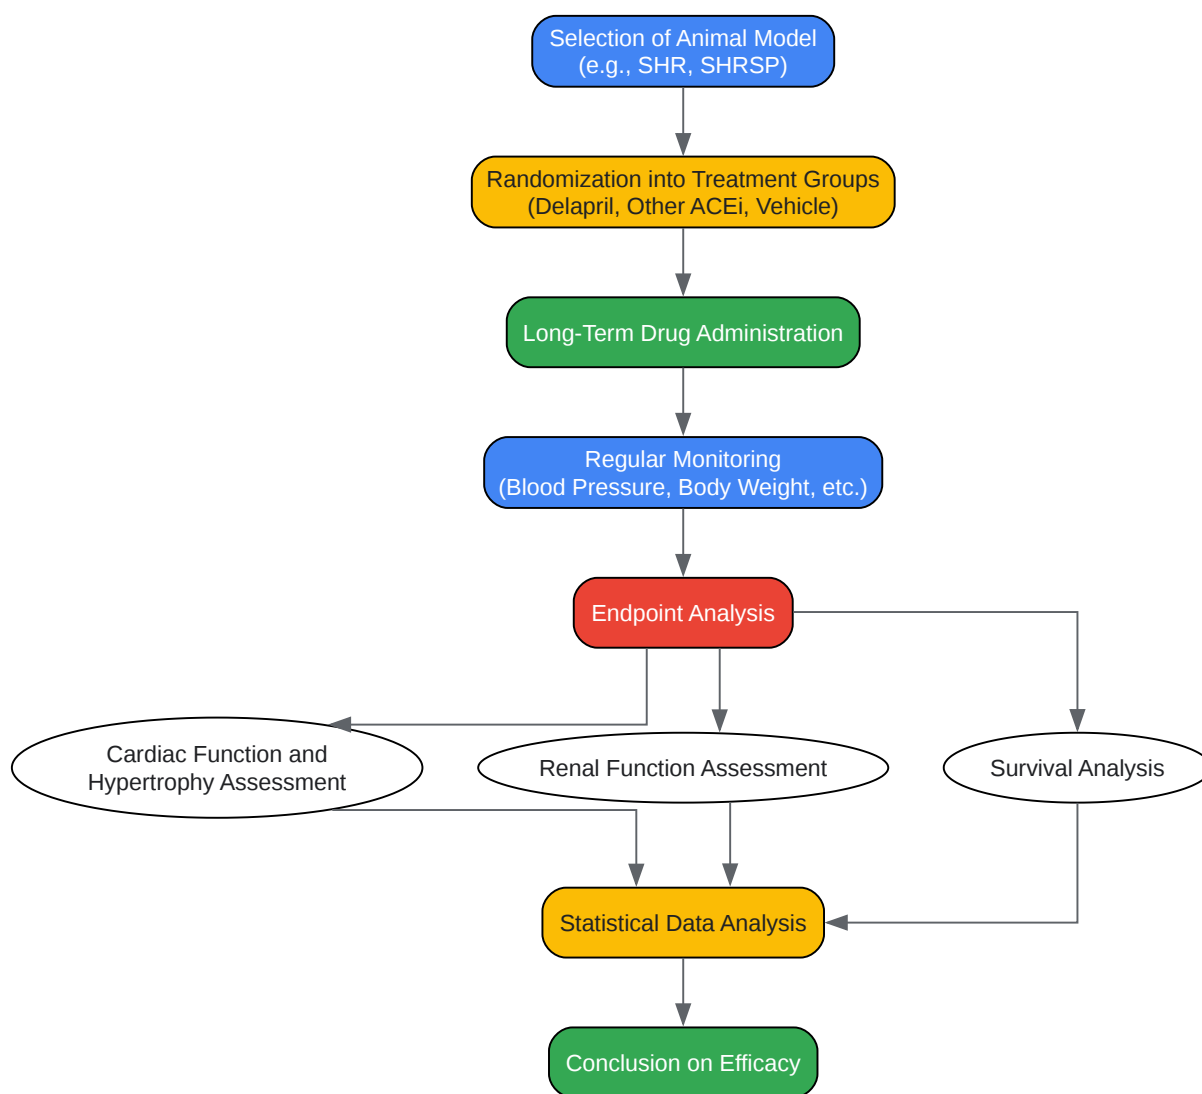 Selection of Animal Model
(e.g., SHR, SHRSP)
Randomization into Treatment Groups
(Delapril, Other ACEi, Vehicle)
Long-Term Drug Administration
Regular Monitoring
(Blood Pressure, Body Weight, etc.)
Endpoint Analysis
Cardiac Function and
Hypertrophy Assessment
Renal Function Assessment
Survival Analysis
Statistical Data Analysis
Conclusion on Efficacy